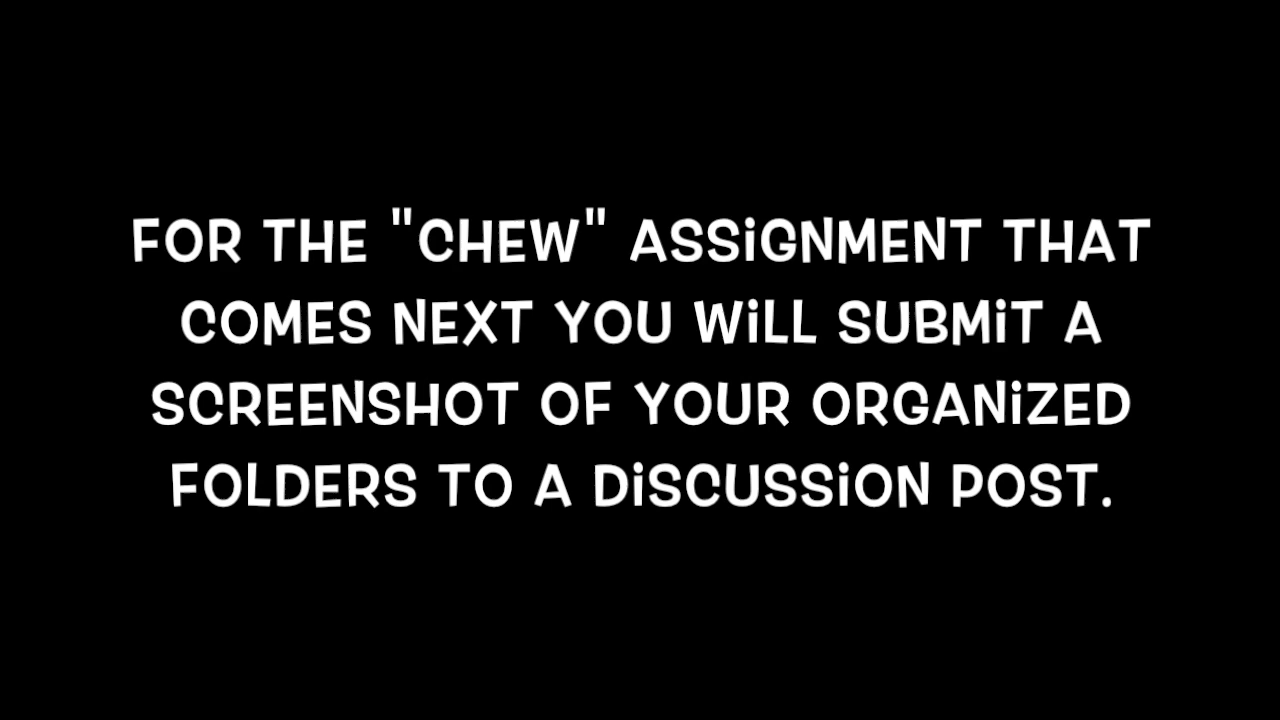 FOR THE "CHEW" ASSiGNMENT THAT
COMES NEXT YOU WiLL SUBMiT A
SCREENSHOT OF YOUR ORGANiZED
FOLDERS TO A DiSCUSSiON POST.